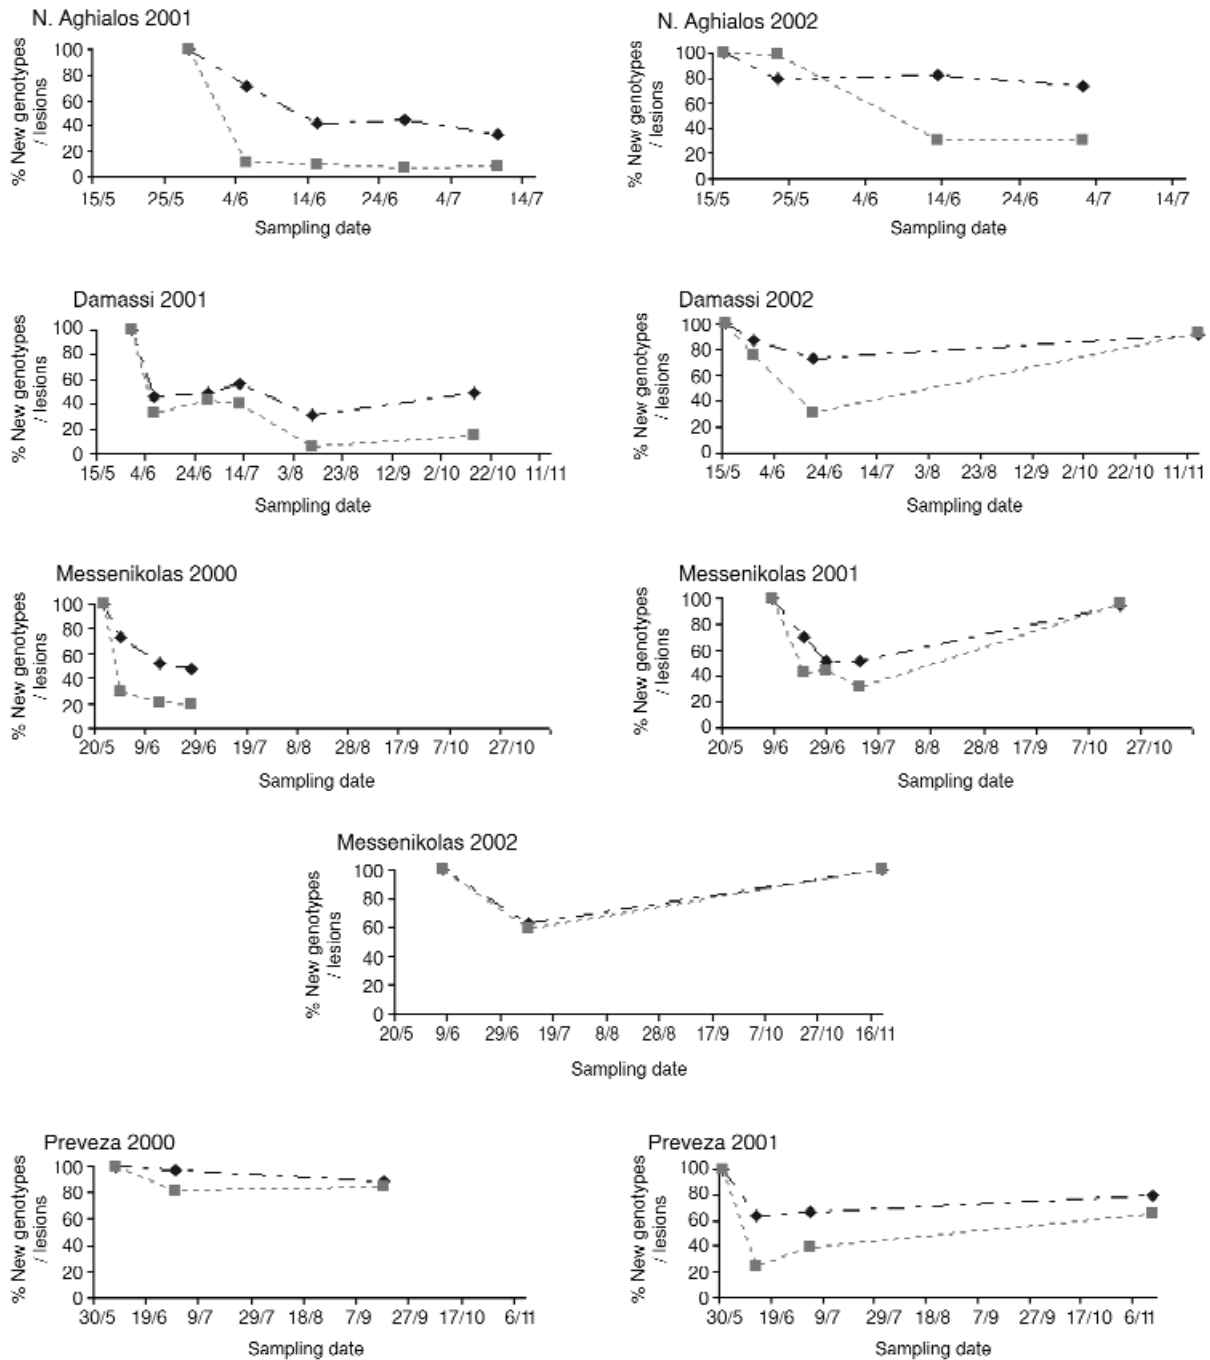 N. Aghialos 2001
% New genotypes
/ lesions
100
80
60
40
20
0
15/5 25/5 4/6 14/6 24/6 4/7 14/7
Sampling date
N. Aghialos 2002
% New genotypes
/ lesions
100
80
60
40
20
0
15/5 25/5 4/6 14/6 24/6 4/7 14/7
Sampling date
Damassi 2001
% New genotypes
/ lesions
100
80
60
40
20
0
15/5 4/6 24/6 14/7 3/8 23/8 12/9 2/10 22/10 11/11
Sampling date
Damassi 2002
% New genotypes
/ lesions
100
80
60
40
20
0
15/5 4/6 24/6 14/7 3/8 23/8 12/9 2/10 22/10 11/11
Sampling date
Messenikolas 2000
% New genotypes
/ lesions
100
80
60
40
20
0
20/5 9/6 29/6 19/7 8/8 28/8 17/9 7/10 27/10
Sampling date
Messenikolas 2001
% New genotypes
/ lesions
100
80
60
40
20
0
20/5 9/6 29/6 19/7 8/8 28/8 17/9 7/10 27/10
Sampling date
Messenikolas 2002
% New genotypes
/ lesions
100
80
60
40
20
0
20/5 9/6 29/6 19/7 8/8 28/8 17/9 7/10 27/10 16/11
Sampling date
Preveza 2000
% New genotypes
/ lesions
100
80
60
40
20
0
30/5 19/6 9/7 29/7 18/8 7/9 27/9 17/10 6/11
Sampling date
Preveza 2001
% New genotypes
/ lesions
100
80
60
40
20
0
30/5 19/6 9/7 29/7 18/8 7/9 27/9 17/10 6/11
Sampling date